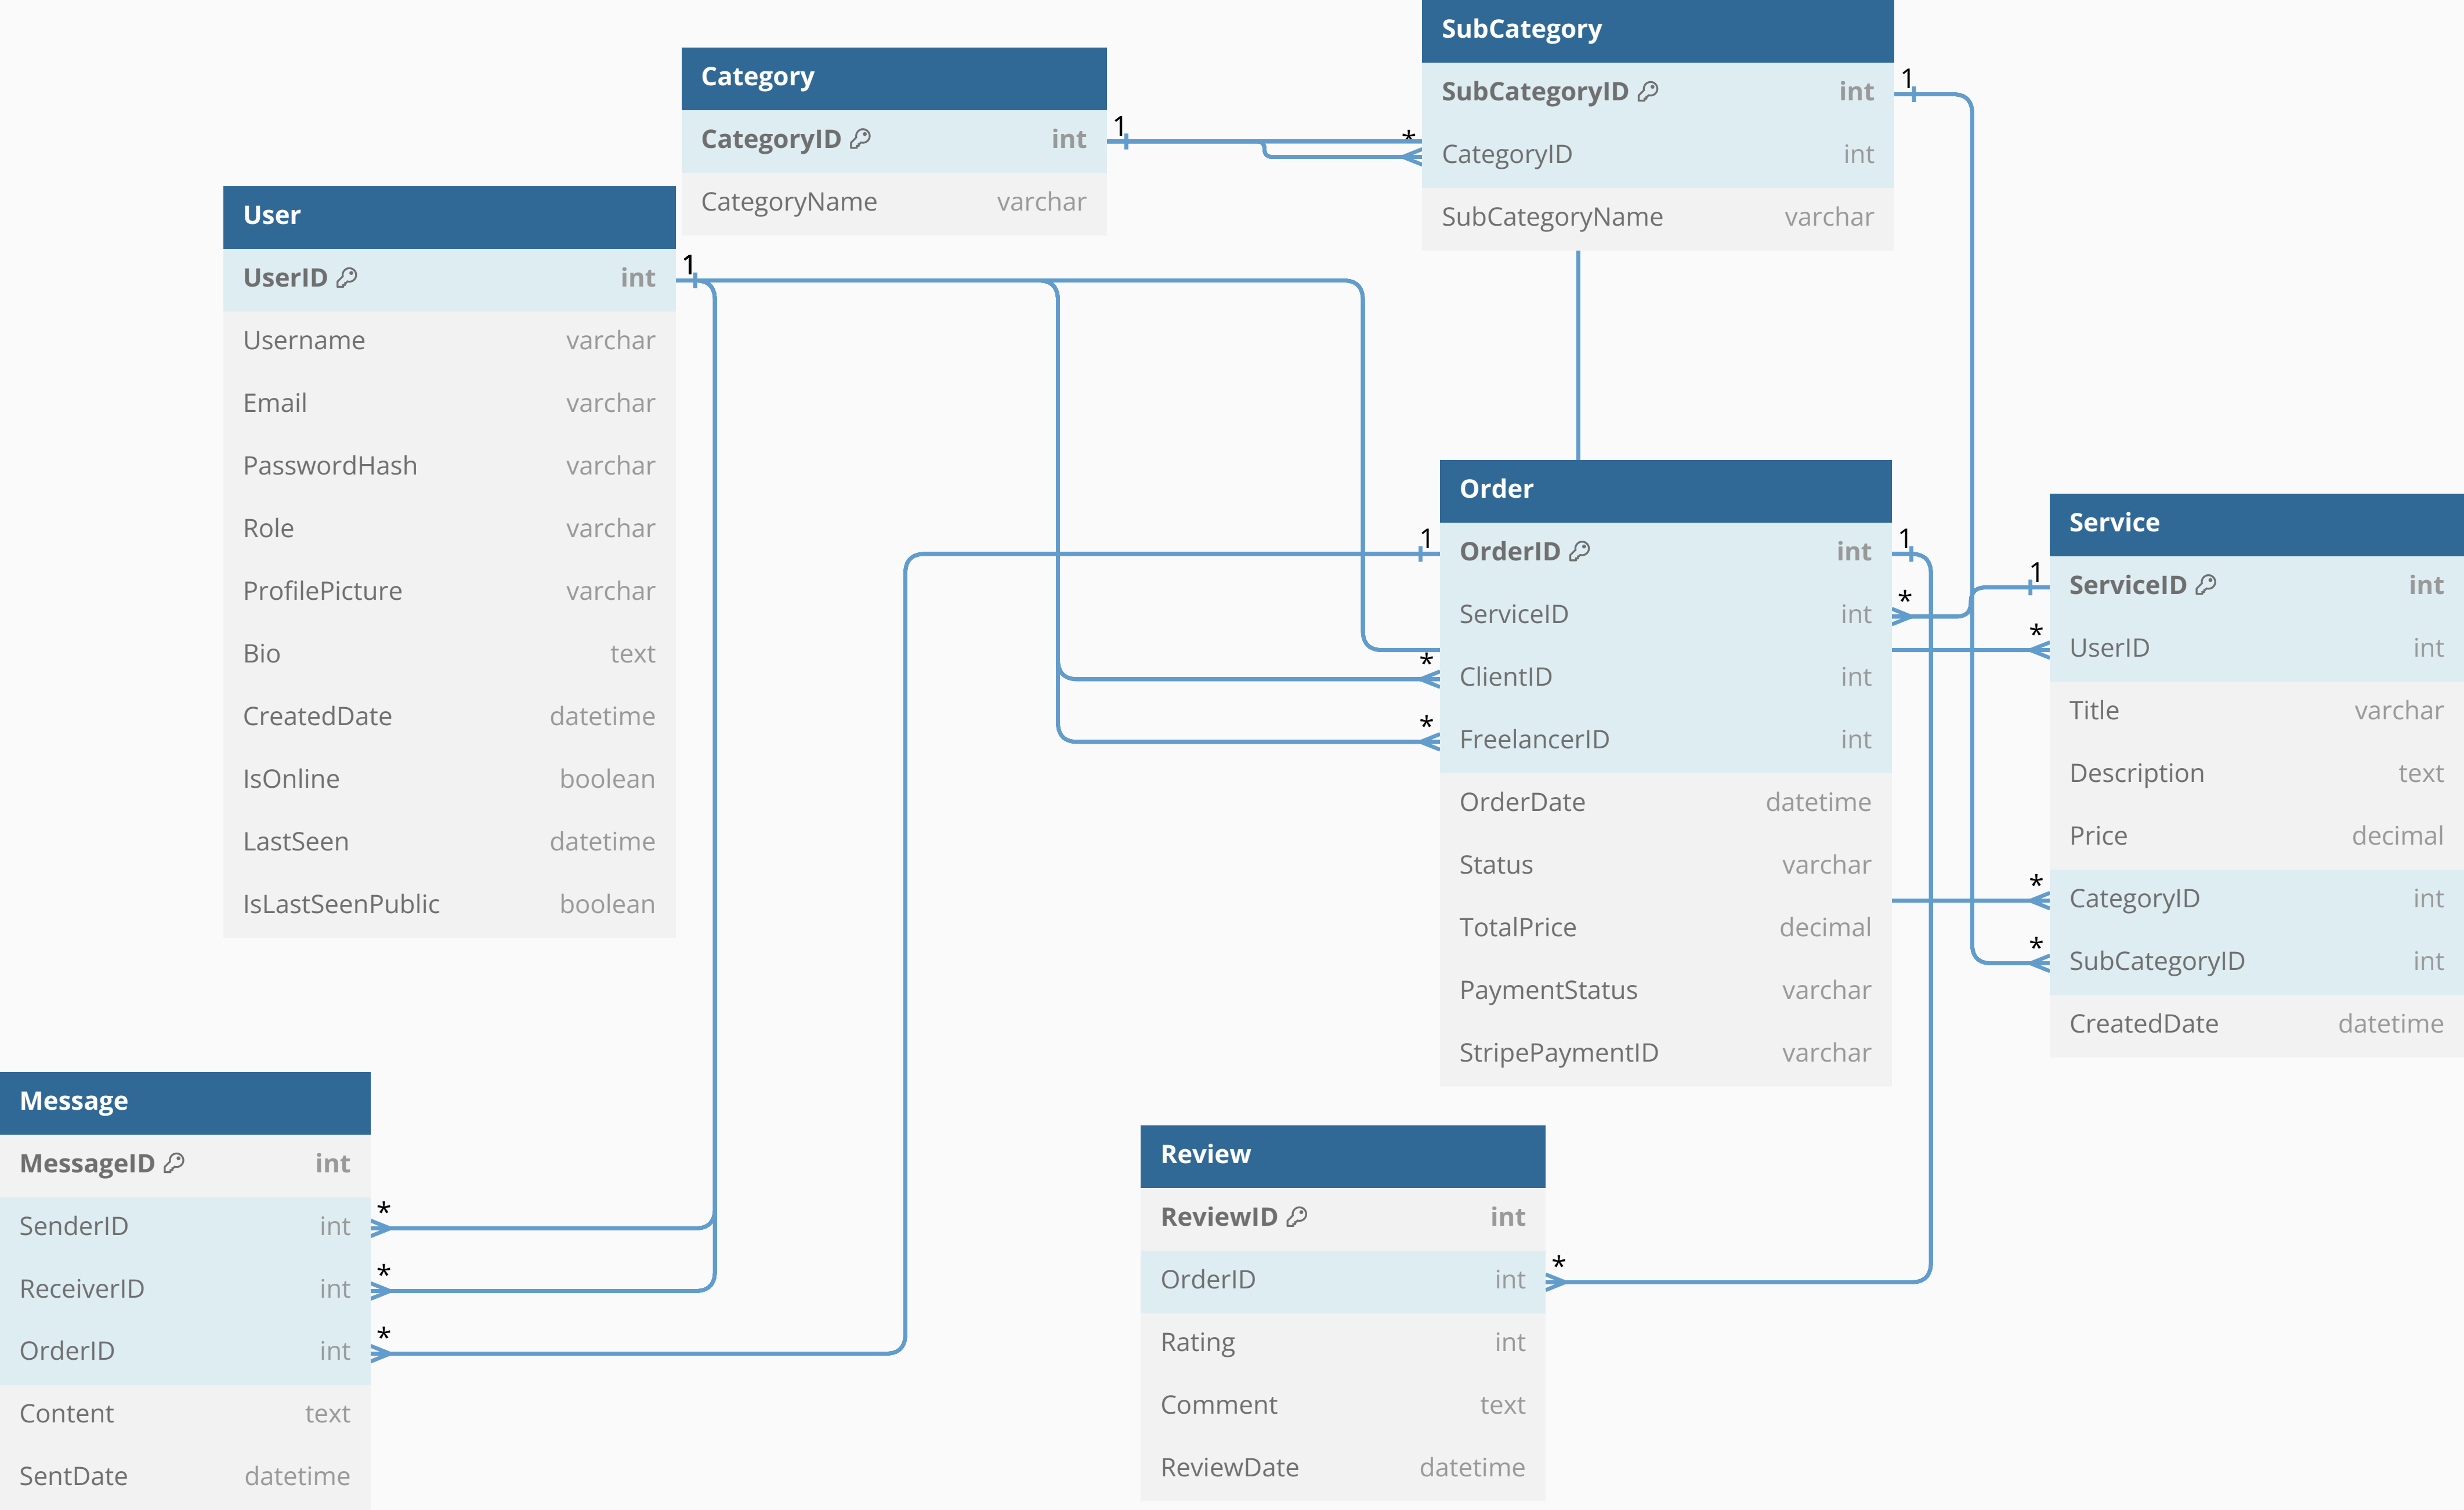 SubCategory
SubCategoryID int
CategoryID int
SubCategoryName varchar
1
*
Category
CategoryID int
CategoryName varchar
1
User
UserID int
Username varchar
Email varchar
PasswordHash varchar
Role varchar
ProfilePicture varchar
Bio text
CreatedDate datetime
IsOnline boolean
LastSeen datetime
IsLastSeenPublic boolean
1
Order
OrderID int
ServiceID int
ClientID int
FreelancerID int
OrderDate datetime
Status varchar
TotalPrice decimal
PaymentStatus varchar
StripePaymentID varchar
1
1
*
*
*
Service
ServiceID int
UserID int
Title varchar
Description text
Price decimal
CategoryID int
SubCategoryID int
CreatedDate datetime
1
*
*
*
Message
MessageID int
SenderID int
ReceiverID int
OrderID int
Content text
SentDate datetime
*
*
*
Review
ReviewID int
OrderID int
Rating int
Comment text
ReviewDate datetime
*